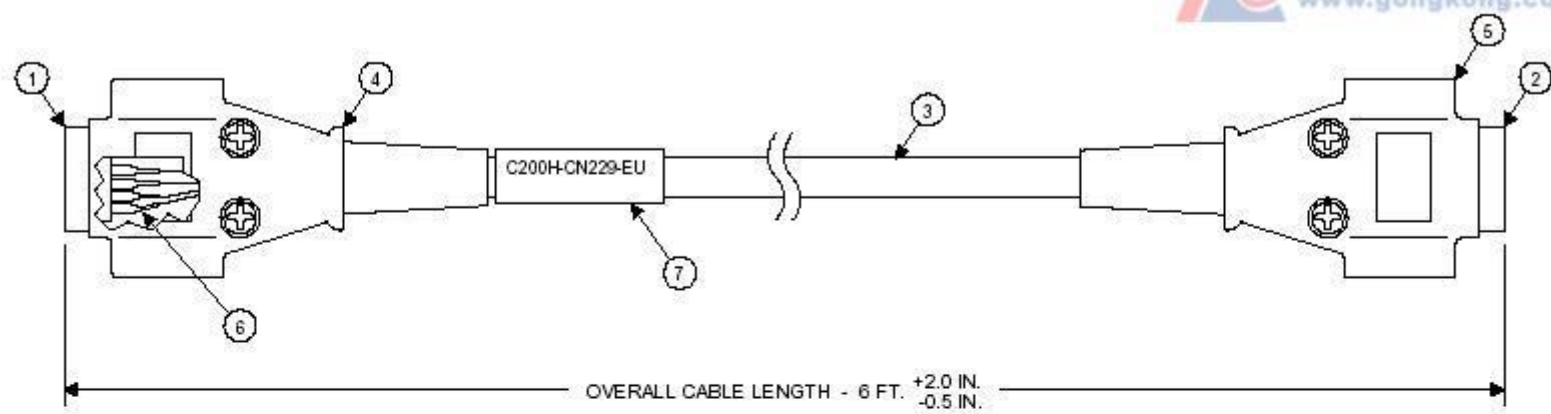 www.gongkong.co
1
4
3
5
2
C200H-CN229-EU
7
6
OVERALL CABLE LENGTH - 6 FT. +2.0 IN.
-0.5 IN.